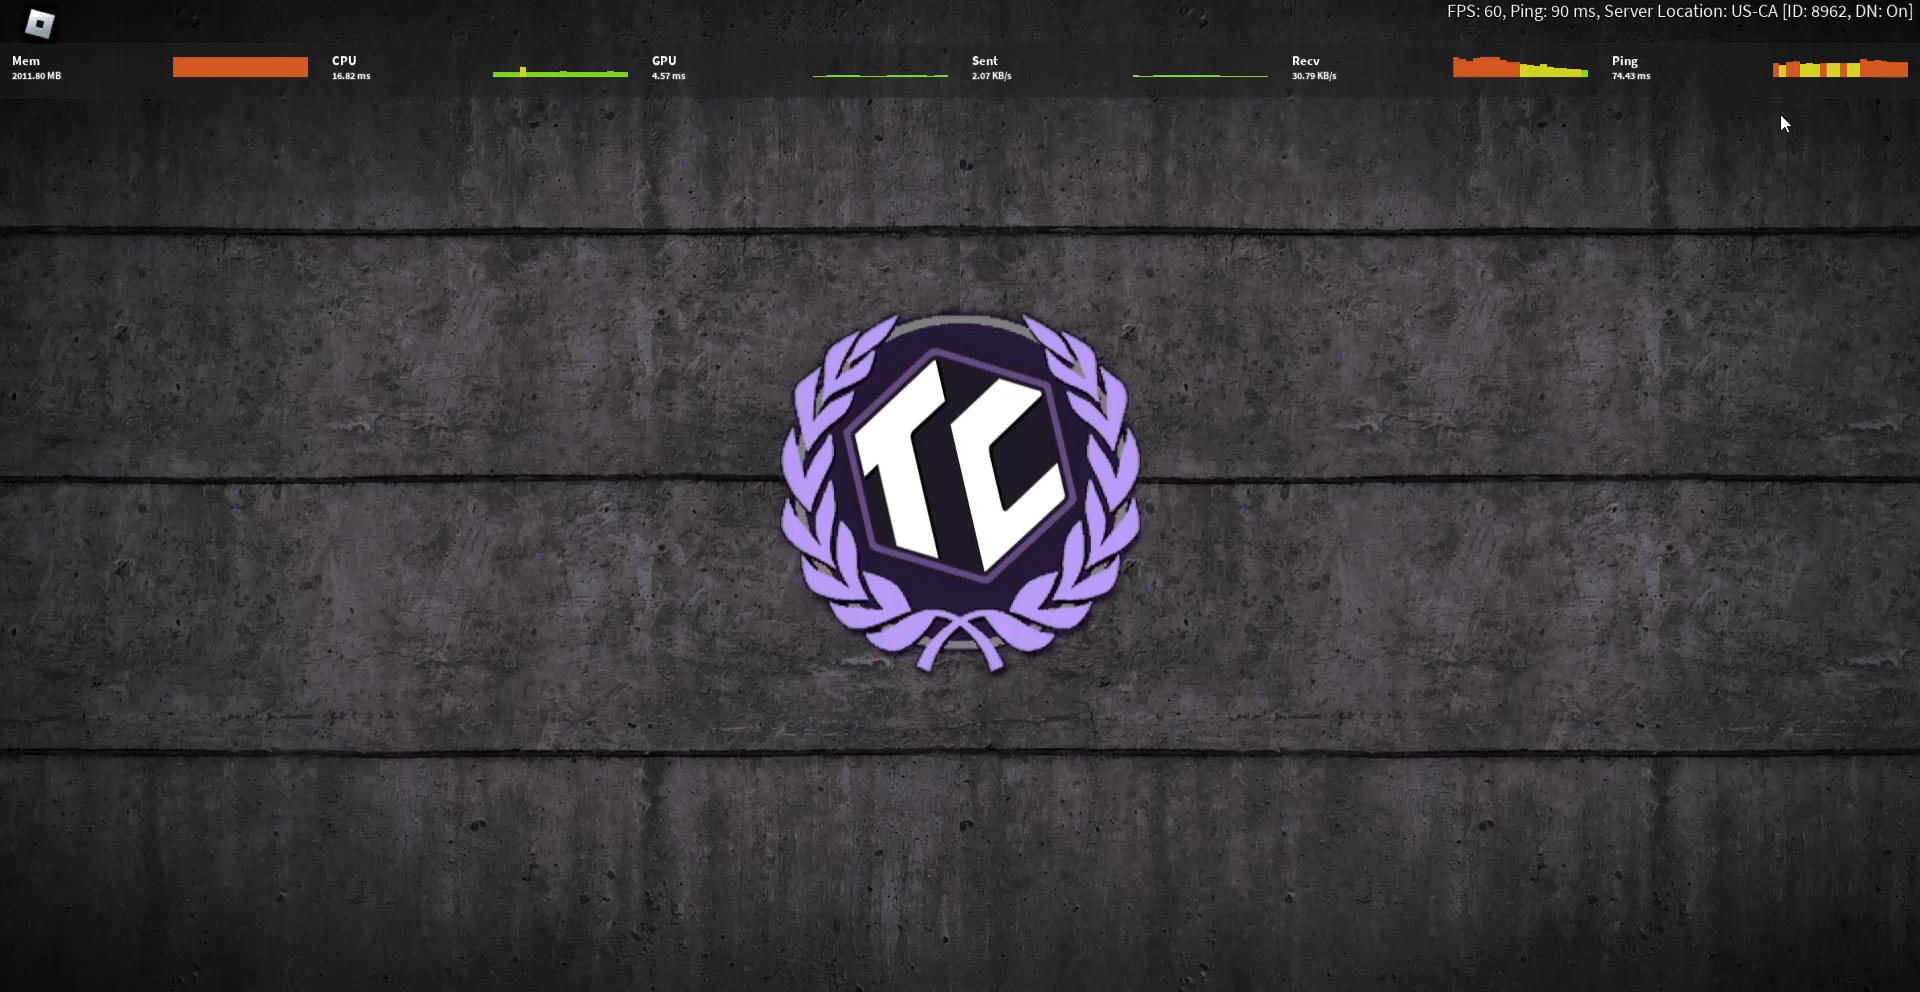 FPS: 60, Ping: 90 ms, Server Location: US-CA [ID: 8962, DN: On]
Mem
2011.80 MB
CPU
16.82 ms
GPU
4.57 ms
Sent
2.07 KB/s
Recv
30.79 KB/s
Ping
74.43 ms
TC